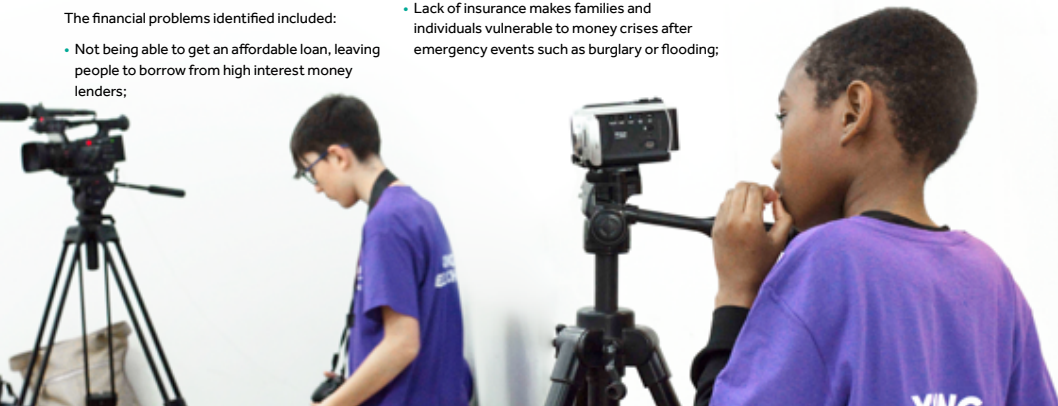 The financial problems identified included:
• Not being able to get an affordable loan, leaving
people to borrow from high interest money
lenders;
• Lack of insurance makes families and
individuals vulnerable to money crises after
emergency events such as burglary or flooding;